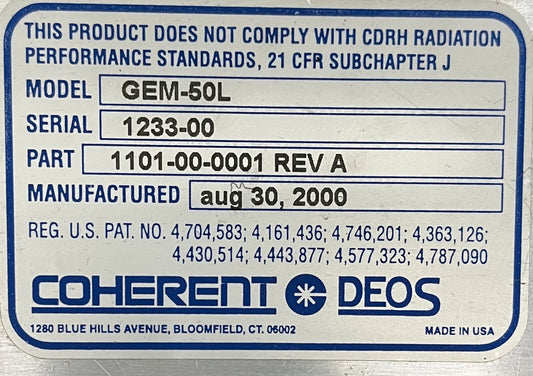 THIS PRODUCT DOES NOT COMPLY WITH CDRH RADIATION
PERFORMANCE STANDARDS, 21 CFR SUBCHAPTER J
MODEL GEM-50L
SERIAL 1233-00
PART 1101-00-0001 REV A
MANUFACTURED aug 30, 2000
REG. U.S. PAT. NO. 4,704,583; 4,161,436; 4,746,201; 4,363,126;
4,430,514; 4,443,877; 4,577,323; 4,787,090
COHERENT DEOS
1280 BLUE HILLS AVENUE, BLOOMFIELD, CT. 06002 MADE IN USA